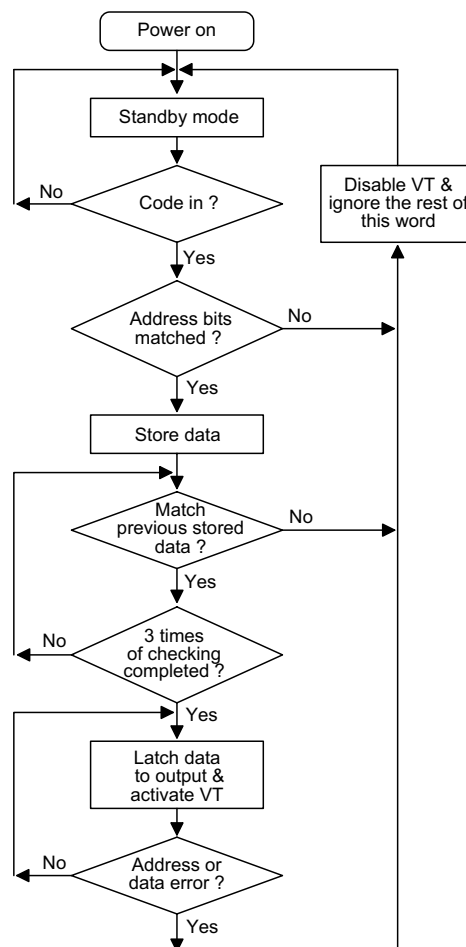 Power on
Standby mode
No
Code in ?
Disable VT &
ignore the rest of
this word
Yes
Address bits
matched ?
No
Yes
Store data
Match
previous stored
data ?
No
Yes
3 times
of checking
completed ?
No
Yes
Latch data
to output &
activate VT
No
Address or
data error ?
Yes